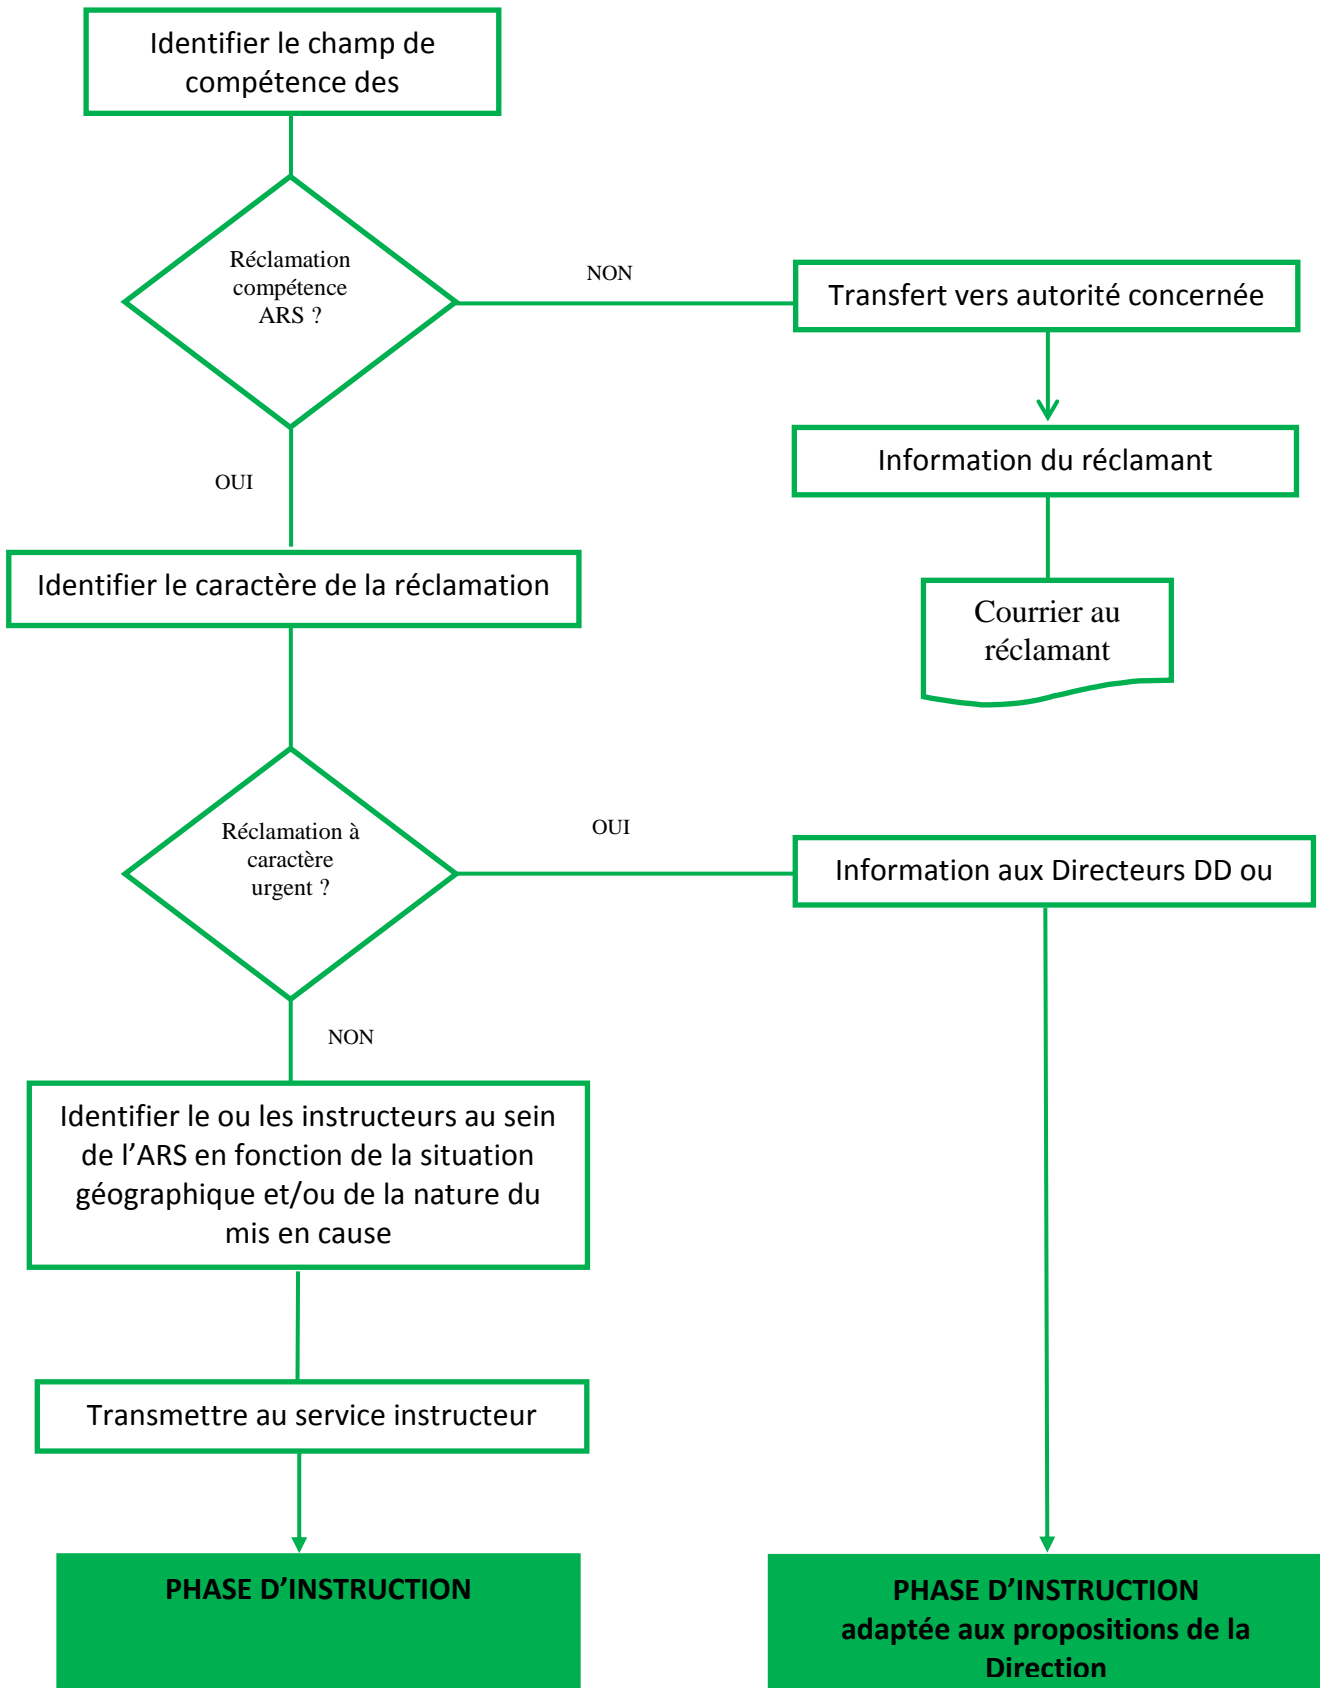 Identifier le champ de
compétence des
Réclamation
compétence
ARS ?
NON
Transfert vers autorité concernée
Information du réclamant
OUI
Identifier le caractère de la réclamation
Courrier au
réclamant
Réclamation à
caractère
urgent ?
OUI
Information aux Directeurs DD ou
NON
Identifier le ou les instructeurs au sein
de l’ARS en fonction de la situation
géographique et/ou de la nature du
mis en cause
Transmettre au service instructeur
PHASE D’INSTRUCTION
PHASE D’INSTRUCTION
adaptée aux propositions de la
Direction